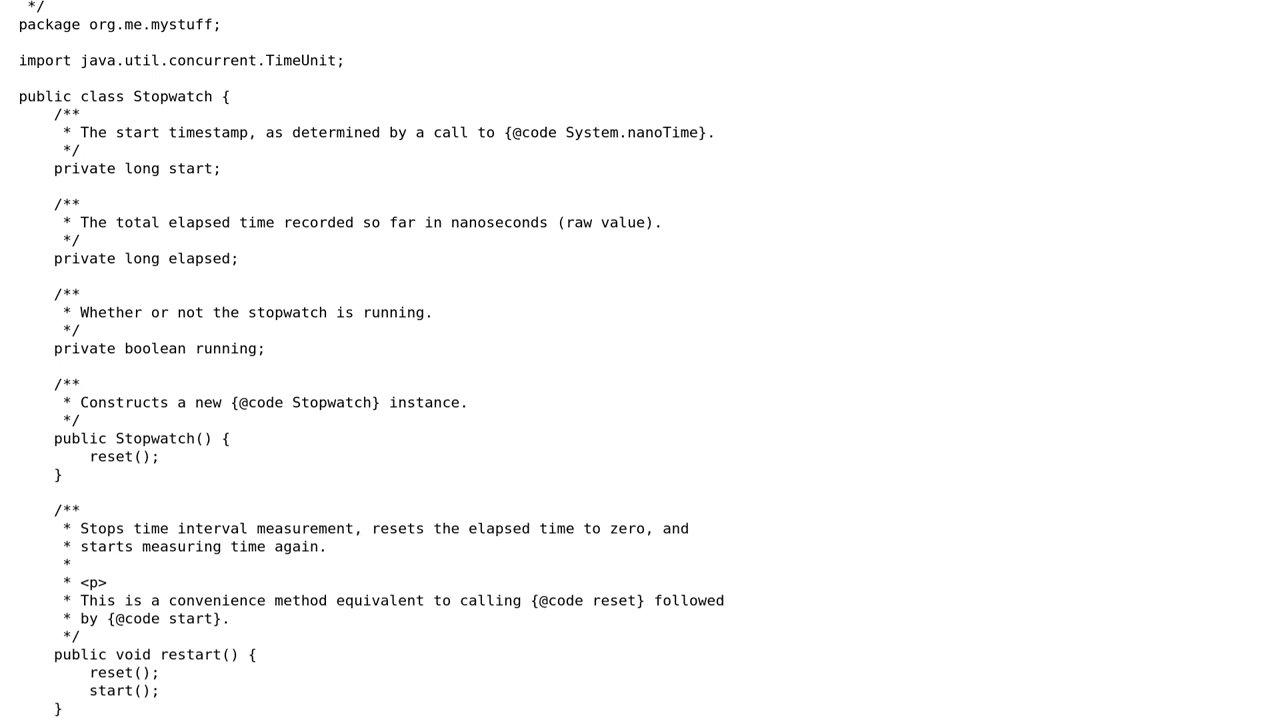 */
package org.me.mystuff;

import java.util.concurrent.TimeUnit;

public class Stopwatch {
    /**
     * The start timestamp, as determined by a call to {@code System.nanoTime}.
     */
    private long start;

    /**
     * The total elapsed time recorded so far in nanoseconds (raw value).
     */
    private long elapsed;

    /**
     * Whether or not the stopwatch is running.
     */
    private boolean running;

    /**
     * Constructs a new {@code Stopwatch} instance.
     */
    public Stopwatch() {
        reset();
    }

    /**
     * Stops time interval measurement, resets the elapsed time to zero, and
     * starts measuring time again.
     *
     * <p>
     * This is a convenience method equivalent to calling {@code reset} followed
     * by {@code start}.
     */
    public void restart() {
        reset();
        start();
    }